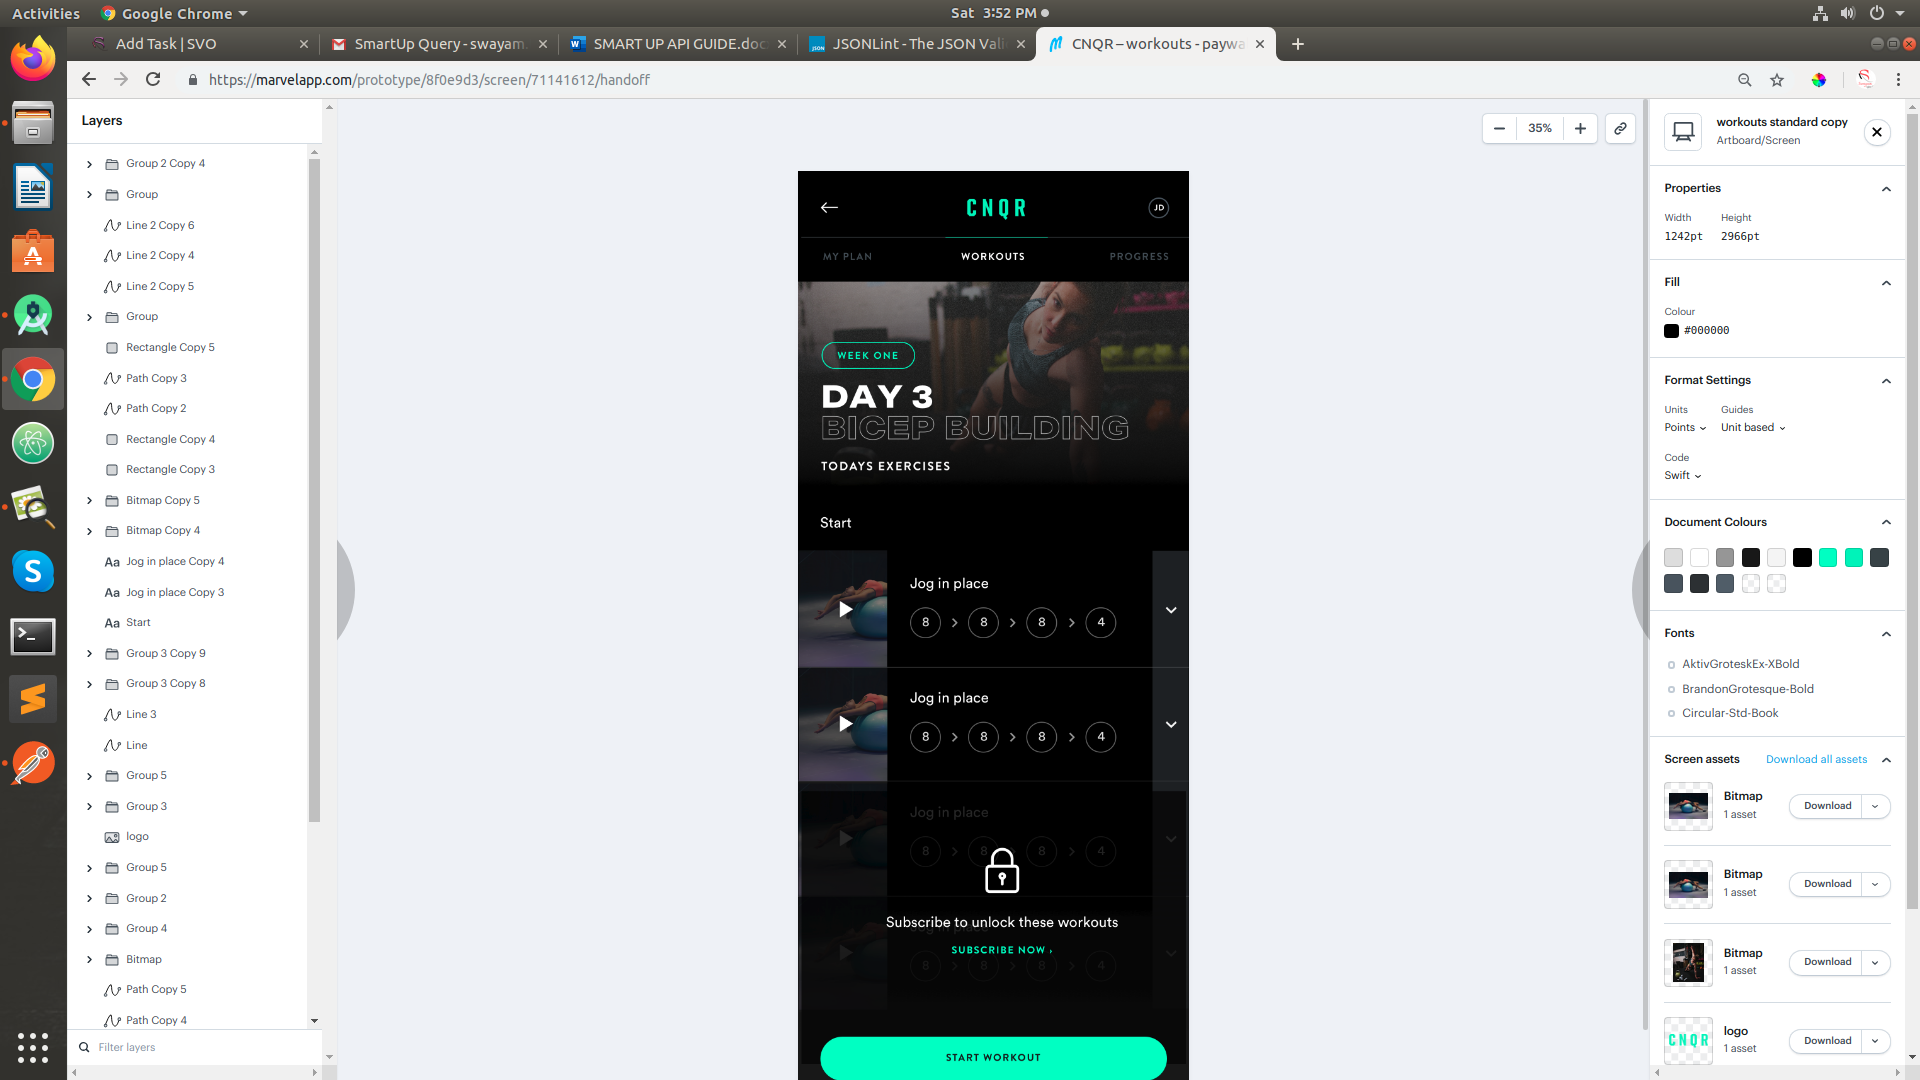 Activities
Google Chrome
Sat 3:52 PM
Add Task | SVO
SmartUp Query - swayam
SMART UP API GUIDE.doc
JSONLint - The JSON Vali
CNQR – workouts - paywa
https://marvelapp.com/prototype/8f0e9d3/screen/71141612/handoff
Layers
Group 2 Copy 4
Group
Line 2 Copy 6
Line 2 Copy 4
Line 2 Copy 5
Group
Rectangle Copy 5
Path Copy 3
Path Copy 2
Rectangle Copy 4
Rectangle Copy 3
Bitmap Copy 5
Bitmap Copy 4
Aa Jog in place Copy 4
Aa Jog in place Copy 3
Aa Start
Group 3 Copy 9
Group 3 Copy 8
Line 3
Line
Group 5
Group 3
logo
Group 5
Group 2
Group 4
Bitmap
Path Copy 5
Path Copy 4
Filter layers
35%
CNQR
JD
MY PLAN WORKOUTS PROGRESS
WEEK ONE
DAY 3
BICEP BUILDING
TODAYS EXERCISES
Start
Jog in place
8 > 8 > 8 > 4
Jog in place
8 > 8 > 8 > 4
Jog in place
8 > 8 > 8 > 4
Subscribe to unlock these workouts
SUBSCRIBE NOW ›
8 > 8 > 8 > 4
START WORKOUT
workouts standard copy
Artboard/Screen
Properties
Width Height
1242pt 2966pt
Fill
Colour
#000000
Format Settings
Units Guides
Points Unit based
Code
Swift
Document Colours
Fonts
AktivGroteskEx-XBold
BrandonGrotesque-Bold
Circular-Std-Book
Screen assets Download all assets
Bitmap
1 asset
Download
Bitmap
1 asset
Download
Bitmap
1 asset
Download
CNQR
logo
1 asset
Download